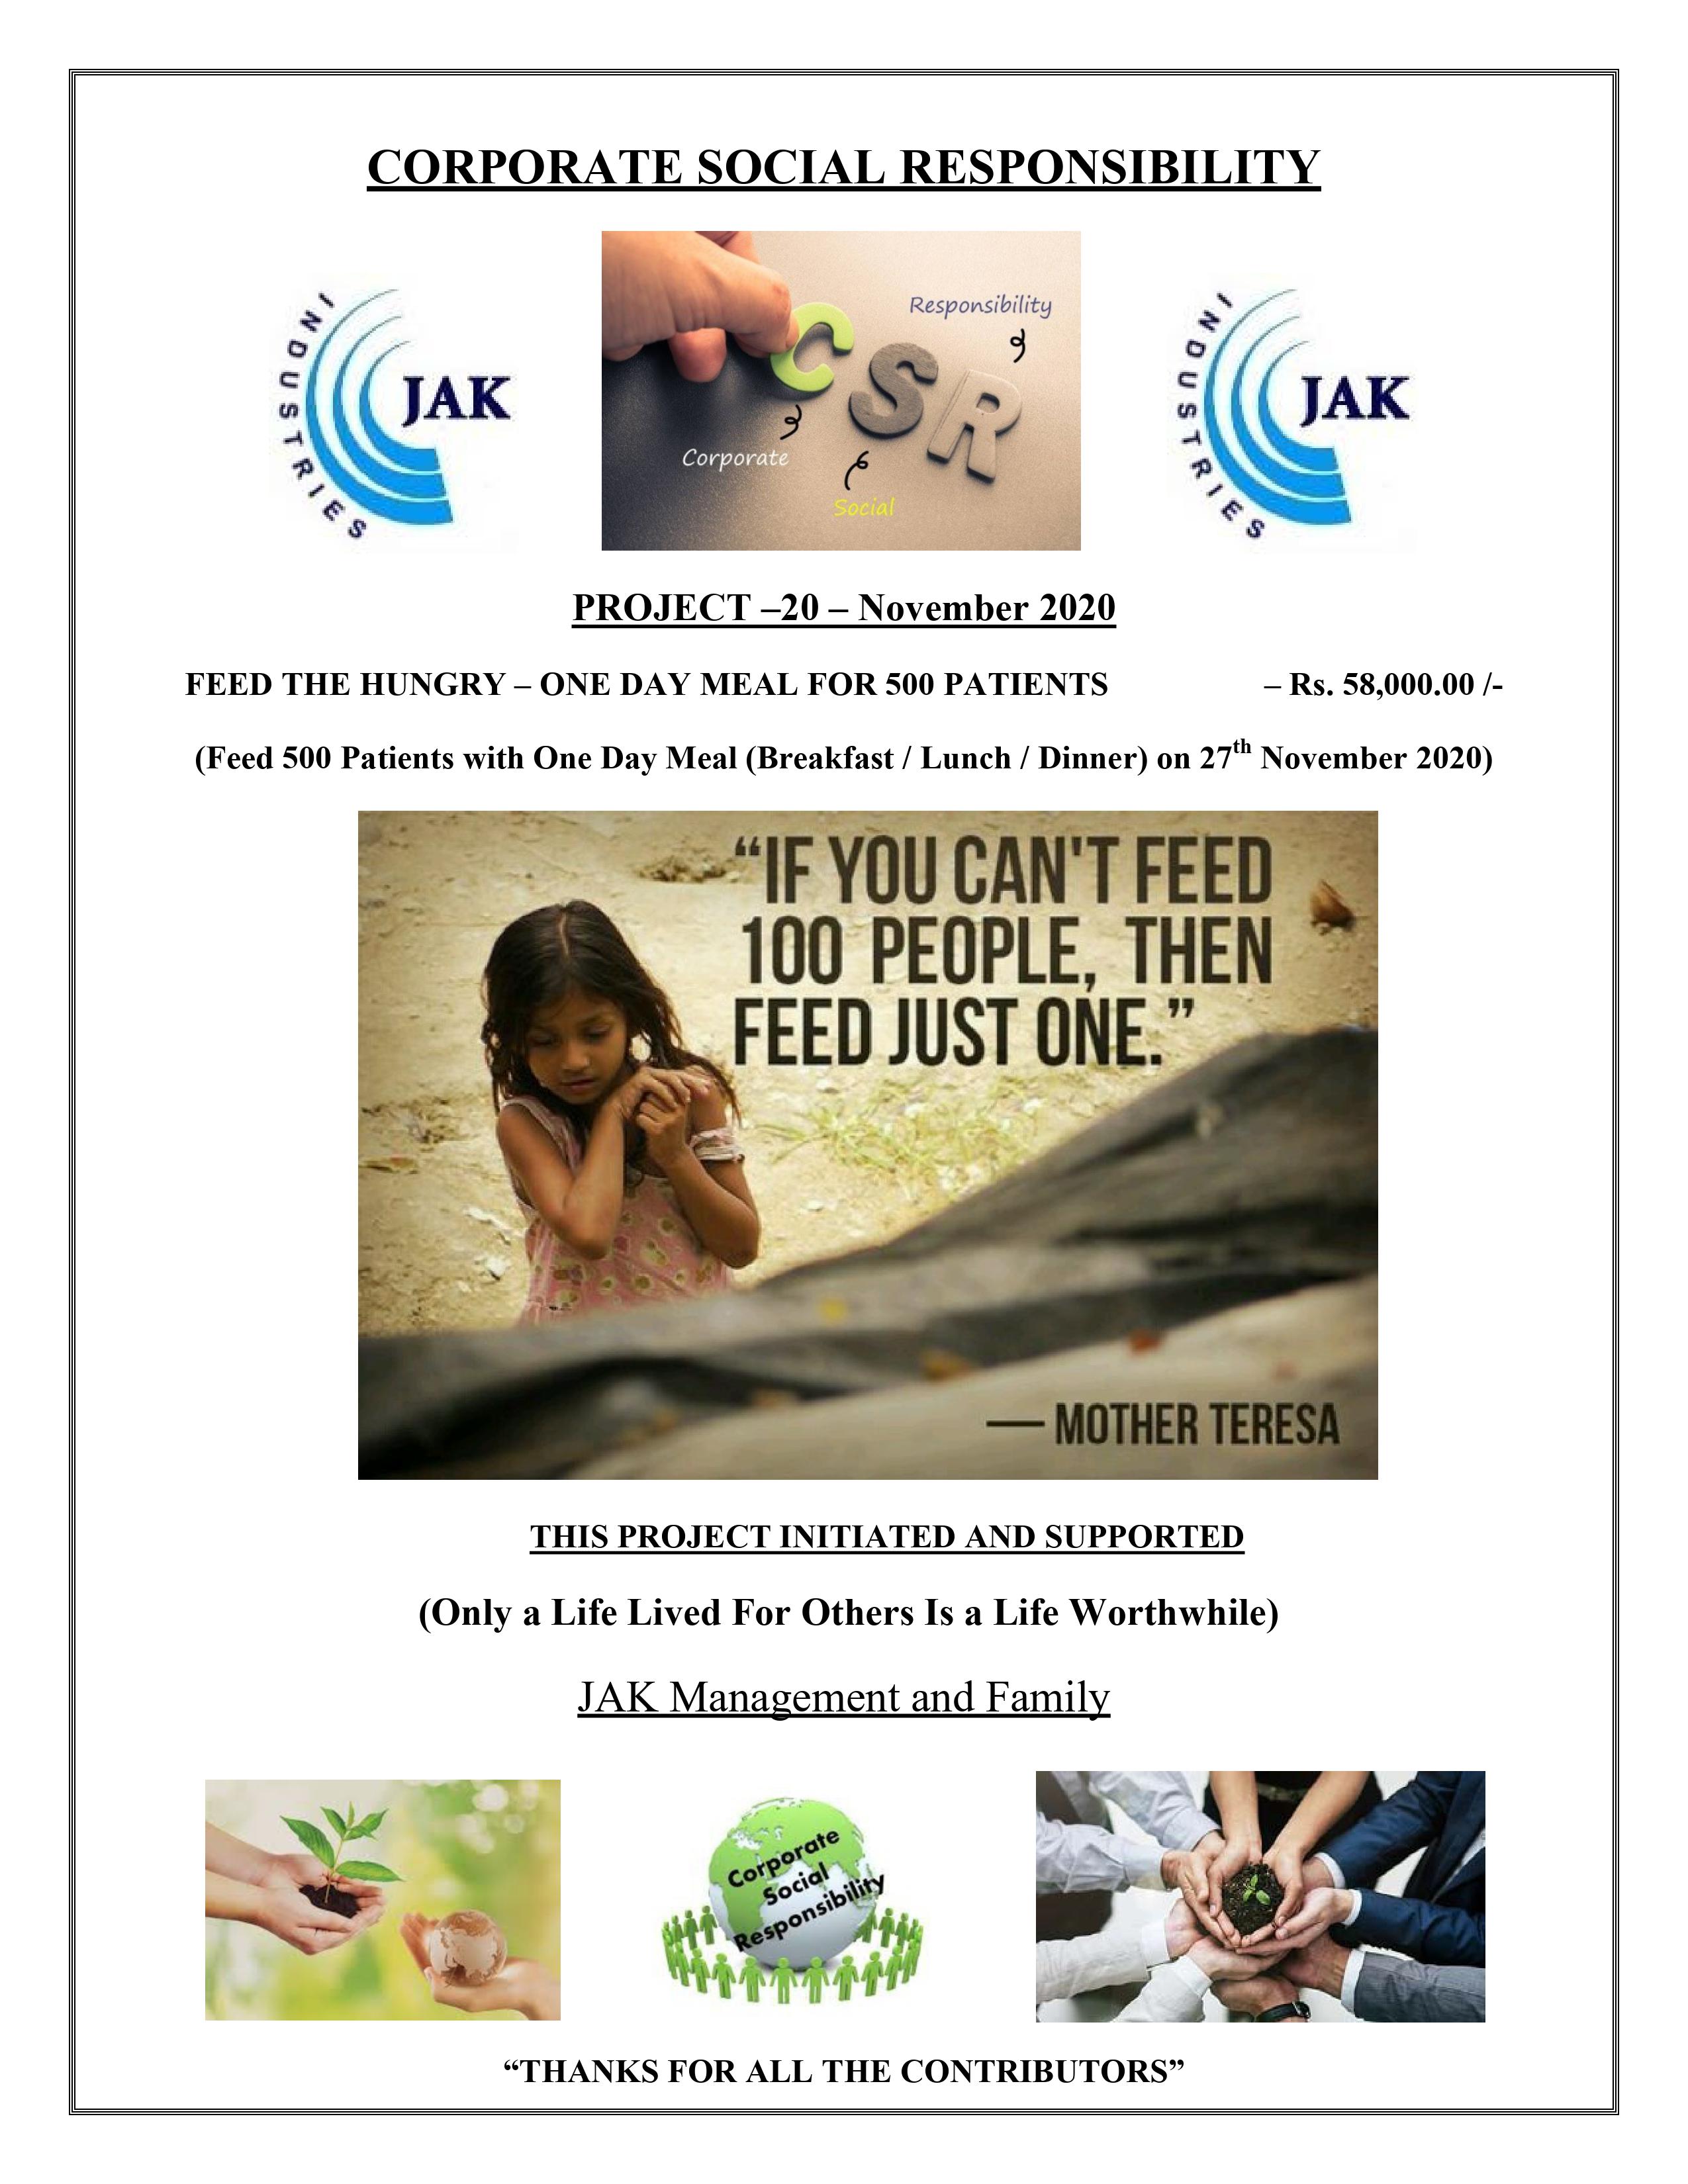 CORPORATE SOCIAL RESPONSIBILITY
INDUSTRIES
JAK
Responsibility
CSR
Corporate
Social
INDUSTRIES
JAK
PROJECT –20 – November 2020
FEED THE HUNGRY – ONE DAY MEAL FOR 500 PATIENTS – Rs. 58,000.00 /-
(Feed 500 Patients with One Day Meal (Breakfast / Lunch / Dinner) on 27th November 2020)
“IF YOU CAN'T FEED
100 PEOPLE, THEN
FEED JUST ONE.”
— MOTHER TERESA
THIS PROJECT INITIATED AND SUPPORTED
(Only a Life Lived For Others Is a Life Worthwhile)
JAK Management and Family
Corporate
Social
Responsibility
“THANKS FOR ALL THE CONTRIBUTORS”